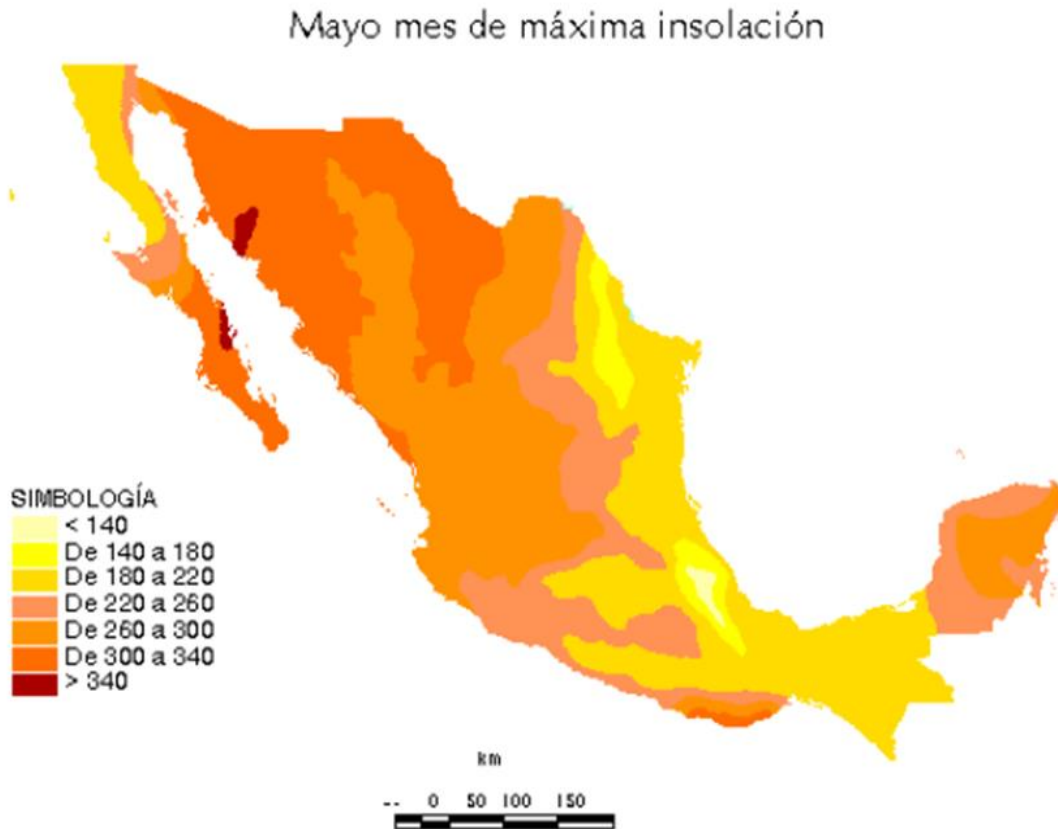 Mayo mes de máxima insolación
SIMBOLOGÍA
< 140
De 140 a 180
De 180 a 220
De 220 a 260
De 260 a 300
De 300 a 340
> 340
km
-- 0 50 100 150